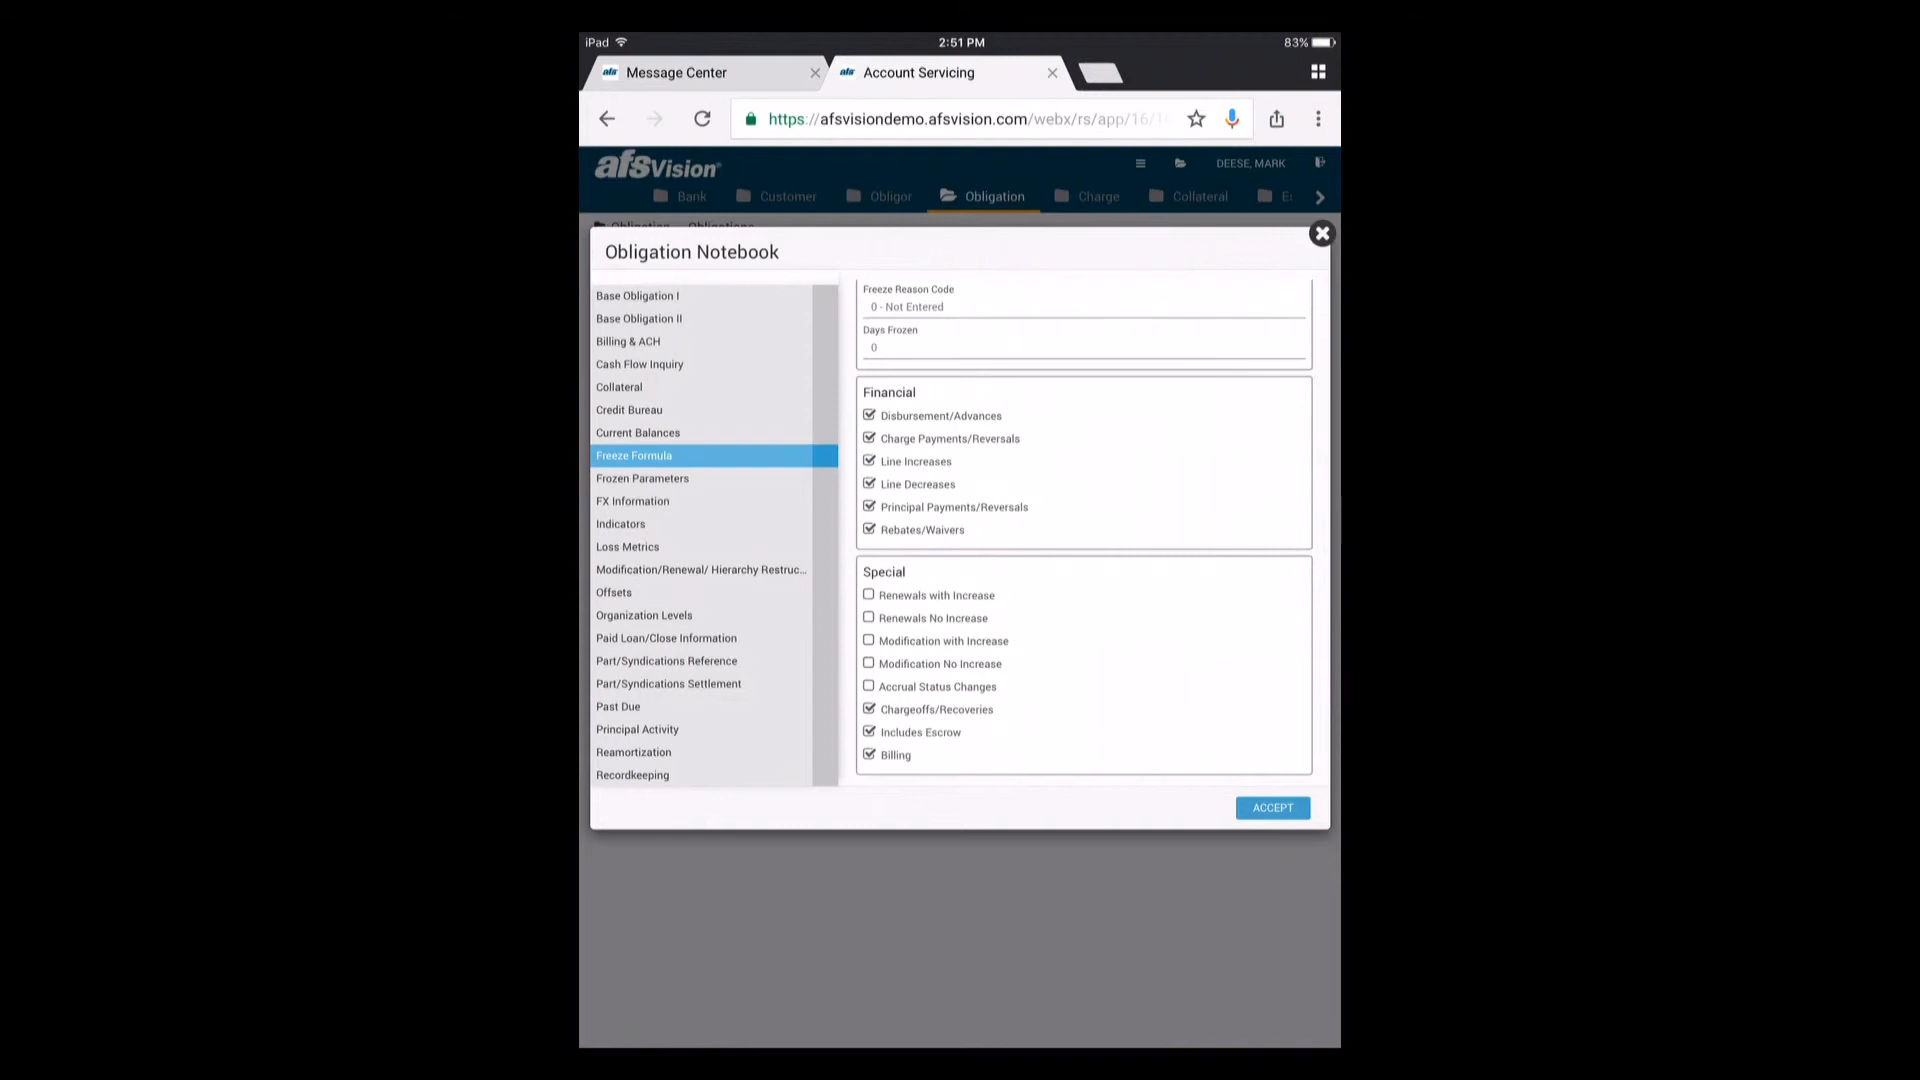 iPad
2:51 PM
83%
afs Message Center
afs Account Servicing
https://afsvisiondemo.afsvision.com/webx/rs/app/16/
afsVision®
DEESE, MARK
Bank
Customer
Obligor
Obligation
Charge
Collateral
Obligation Obligations
Obligation Notebook
Base Obligation I
Base Obligation II
Billing & ACH
Cash Flow Inquiry
Collateral
Credit Bureau
Current Balances
Freeze Formula
Frozen Parameters
FX Information
Indicators
Loss Metrics
Modification/Renewal/ Hierarchy Restruc...
Offsets
Organization Levels
Paid Loan/Close Information
Part/Syndications Reference
Part/Syndications Settlement
Past Due
Principal Activity
Reamortization
Recordkeeping
Freeze Reason Code
0 - Not Entered
Days Frozen
0
Financial
Disbursement/Advances
Charge Payments/Reversals
Line Increases
Line Decreases
Principal Payments/Reversals
Rebates/Waivers
Special
Renewals with Increase
Renewals No Increase
Modification with Increase
Modification No Increase
Accrual Status Changes
Chargeoffs/Recoveries
Includes Escrow
Billing
ACCEPT